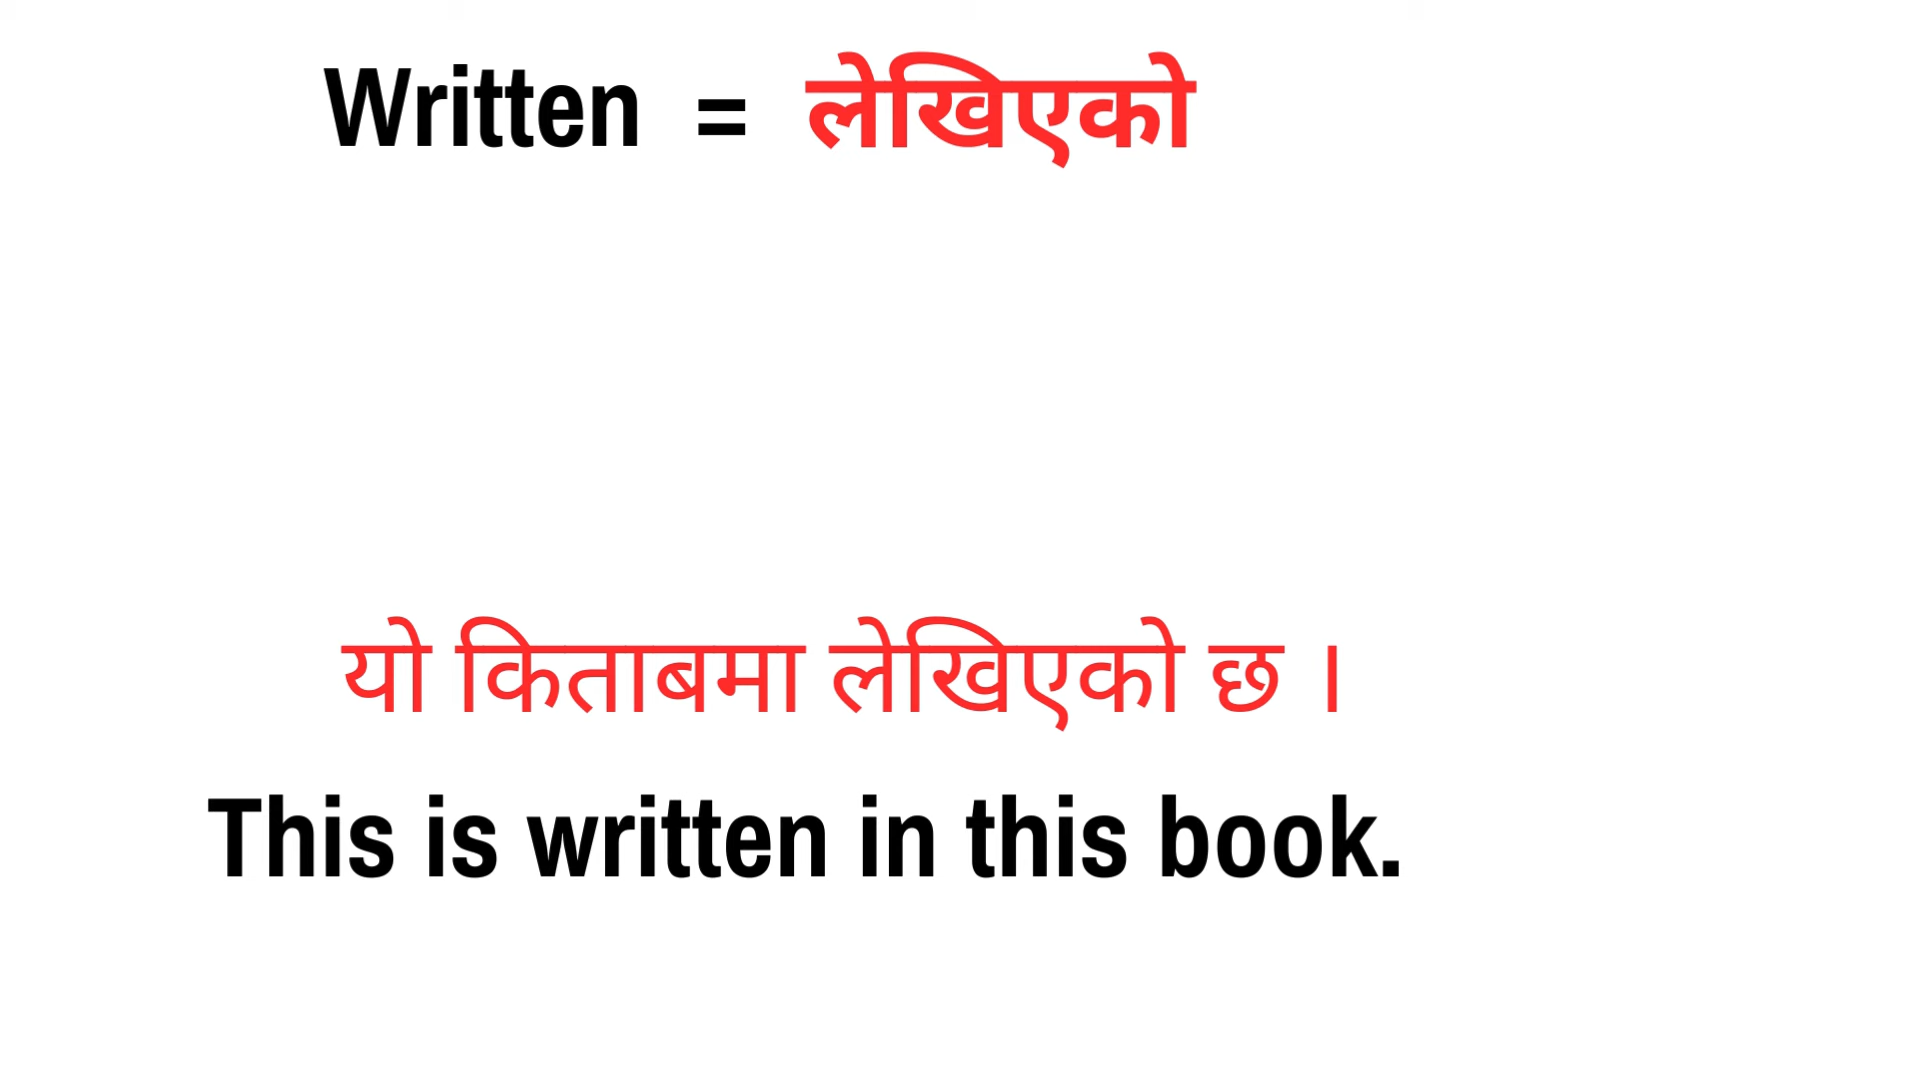 Written = लेखिएको
यो किताबमा लेखिएको छ ।
This is written in this book.